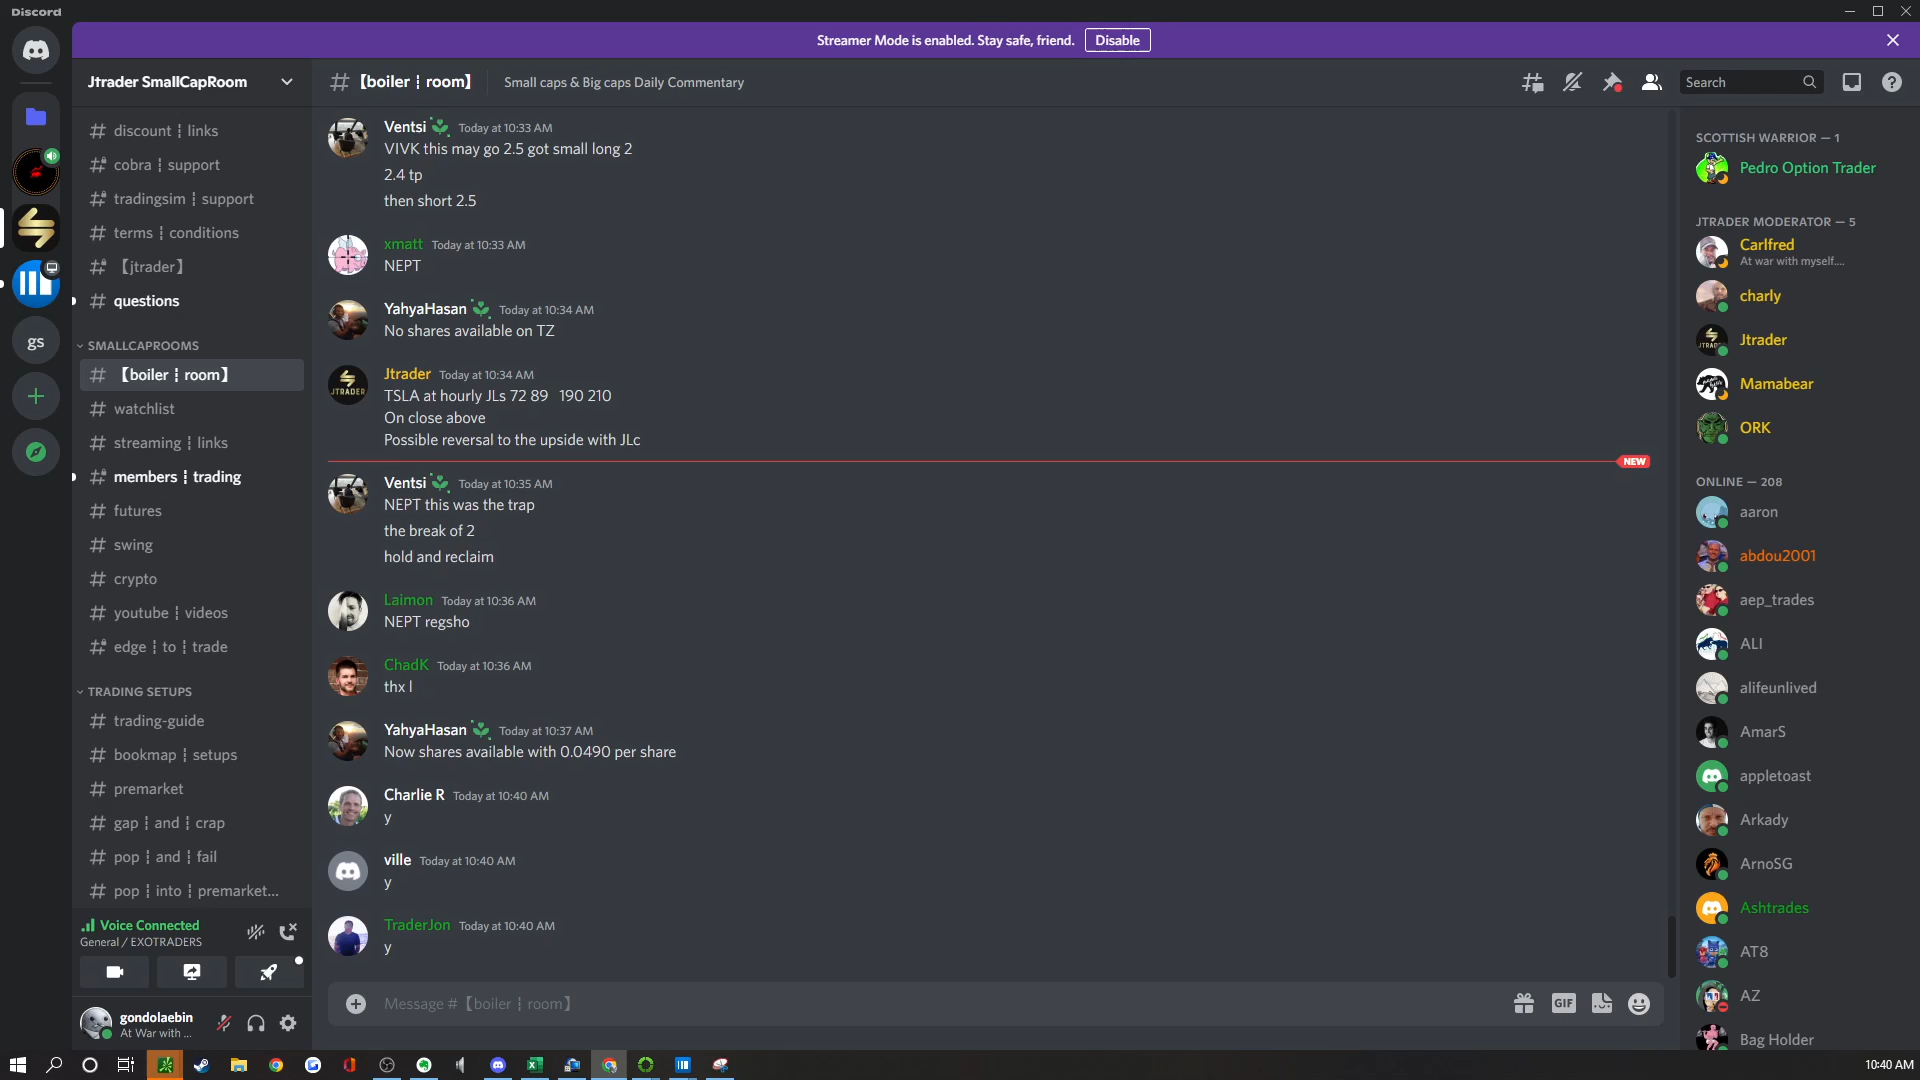 Discord
Streamer Mode is enabled. Stay safe, friend. Disable
Jtrader SmallCapRoom
# 【boiler ┊ room】 Small caps & Big caps Daily Commentary
Search
discount ┊ links
cobra ┊ support
tradingsim ┊ support
terms ┊ conditions
【jtrader】
questions
gs
SMALLCAPROOMS
【boiler ┊ room】
watchlist
streaming ┊ links
members ┊ trading
futures
swing
crypto
youtube ┊ videos
edge ┊ to ┊ trade
TRADING SETUPS
trading-guide
bookmap ┊ setups
premarket
gap ┊ and ┊ crap
pop ┊ and ┊ fail
pop ┊ into ┊ premarket...
Voice Connected
General / EXOTRADERS
gondolaebin
At War with ...
Ventsi Today at 10:33 AM
VIVK this may go 2.5 got small long 2
2.4 tp
then short 2.5
xmatt Today at 10:33 AM
NEPT
YahyaHasan Today at 10:34 AM
No shares available on TZ
Jtrader Today at 10:34 AM
JTRADER
TSLA at hourly JLs 72 89 190 210
On close above
Possible reversal to the upside with JLc
NEW
Ventsi Today at 10:35 AM
NEPT this was the trap
the break of 2
hold and reclaim
Laimon Today at 10:36 AM
NEPT regsho
ChadK Today at 10:36 AM
thx l
YahyaHasan Today at 10:37 AM
Now shares available with 0.0490 per share
Charlie R Today at 10:40 AM
y
ville Today at 10:40 AM
y
TraderJon Today at 10:40 AM
y
Message #【boiler ┊ room】
GIF
SCOTTISH WARRIOR — 1
Pedro Option Trader
JTRADER MODERATOR — 5
Carlfred
At war with myself....
charly
Jtrader
Mamabear
ORK
ONLINE — 208
aaron
abdou2001
aep_trades
ALI
alifeunlived
AmarS
appletoast
Arkady
ArnoSG
Ashtrades
AT8
AZ
Bag Holder
10:40 AM